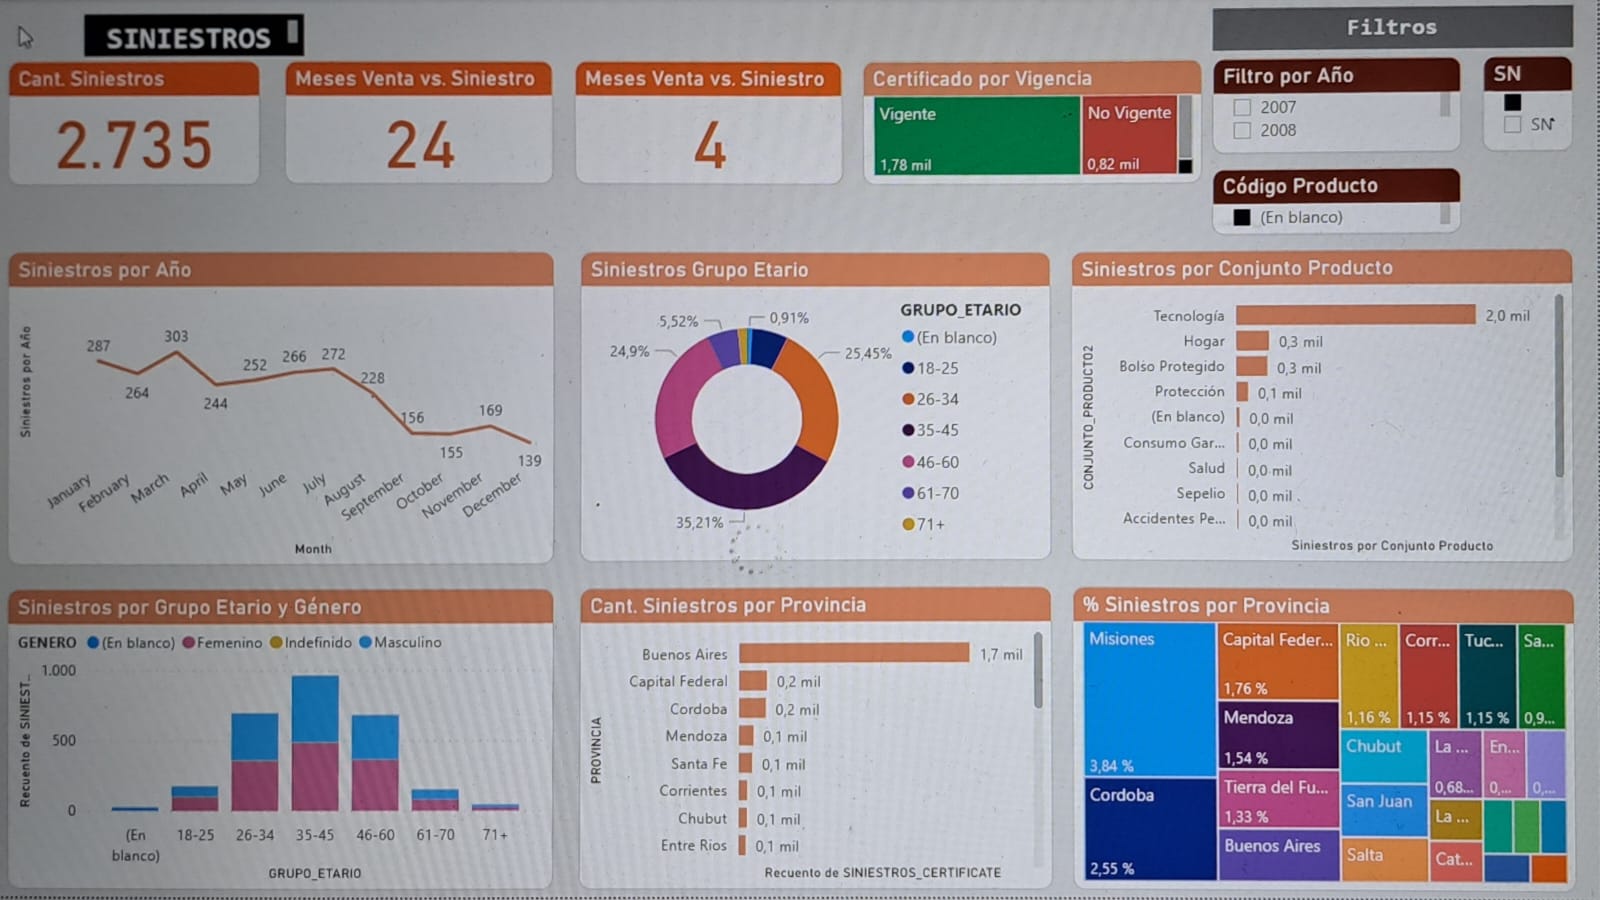 SINIESTROS
Filtros
Cant. Siniestros
2.735
Meses Venta vs. Siniestro
24
Meses Venta vs. Siniestro
4
Certificado por Vigencia
Vigente
1,78 mil
No Vigente
0,82 mil
Filtro por Año
2007
2008
SN
SN
Código Producto
(En blanco)
Siniestros por Año
Siniestros por Año
287
264
303
244
252
266
272
228
156
155
169
139
January
February
March
April
May
June
July
August
September
October
November
December
Month
Siniestros Grupo Etario
0,91%
5,52%
24,9%
25,45%
35,21%
GRUPO_ETARIO
(En blanco)
18-25
26-34
35-45
46-60
61-70
71+
Siniestros por Conjunto Producto
CONJUNTO_PRODUCTO2
Tecnología 2,0 mil
Hogar 0,3 mil
Bolso Protegido 0,3 mil
Protección 0,1 mil
(En blanco) 0,0 mil
Consumo Gar... 0,0 mil
Salud 0,0 mil
Sepelio 0,0 mil
Accidentes Pe... 0,0 mil
Siniestros por Conjunto Producto
Siniestros por Grupo Etario y Género
GENERO (En blanco) Femenino Indefinido Masculino
Recuento de SINIEST_
1.000
500
0
(En blanco)
18-25
26-34
35-45
46-60
61-70
71+
GRUPO_ETARIO
Cant. Siniestros por Provincia
PROVINCIA
Buenos Aires 1,7 mil
Capital Federal 0,2 mil
Cordoba 0,2 mil
Mendoza 0,1 mil
Santa Fe 0,1 mil
Corrientes 0,1 mil
Chubut 0,1 mil
Entre Rios 0,1 mil
Recuento de SINIESTROS_CERTIFICATE
% Siniestros por Provincia
Misiones
3,84 %
Cordoba
2,55 %
Capital Feder...
1,76 %
Mendoza
1,54 %
Tierra del Fu...
1,33 %
Buenos Aires
Rio ...
1,16 %
Corr...
1,15 %
Tuc...
1,15 %
Sa...
0,9...
Chubut
San Juan
Salta
La ...
0,68...
En...
0,...
0,...
La ...
Cat...